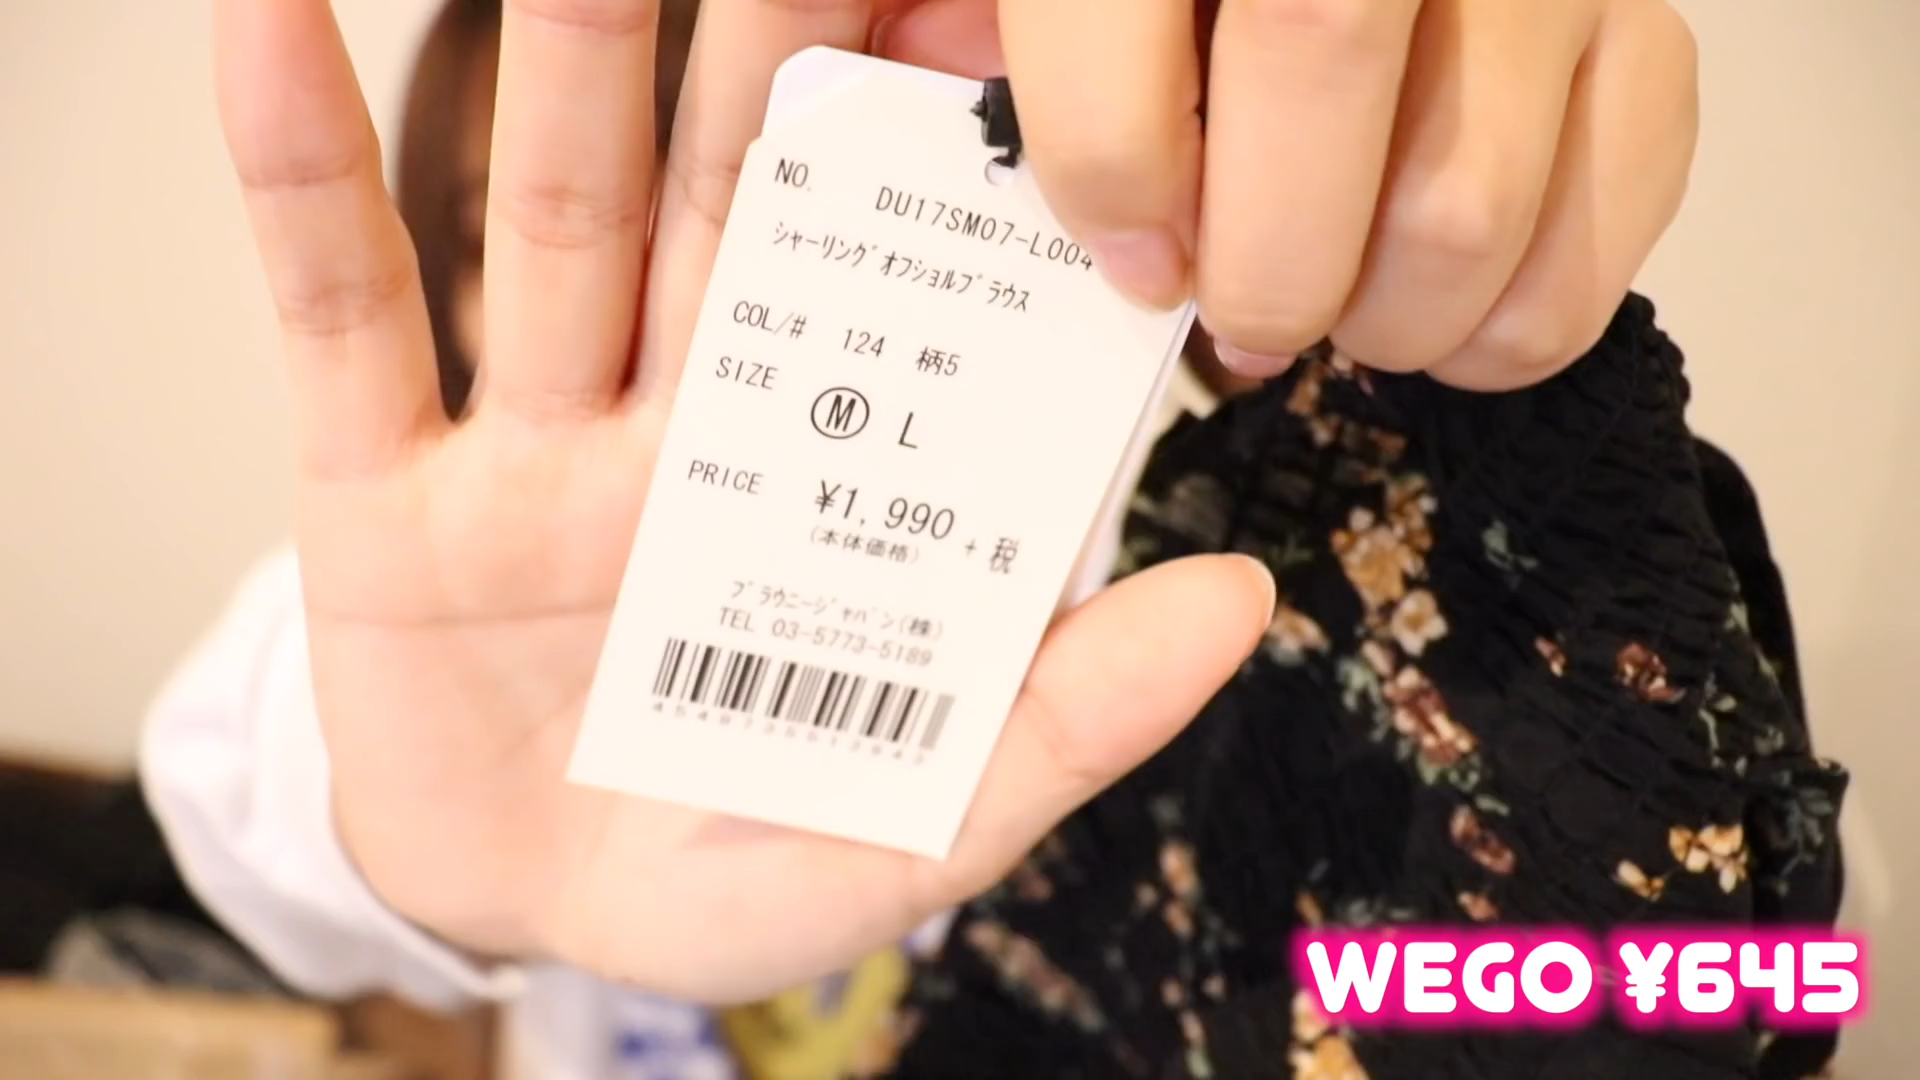 NO. DU17SM07-L004
シャーリングオフショルブラウス
COL/# 124 柄5
SIZE Ⓜ L
PRICE ¥1,990 + 税
(本体価格)
ブラウニージャパン(株)
TEL 03-5773-5189
WEGO ¥645